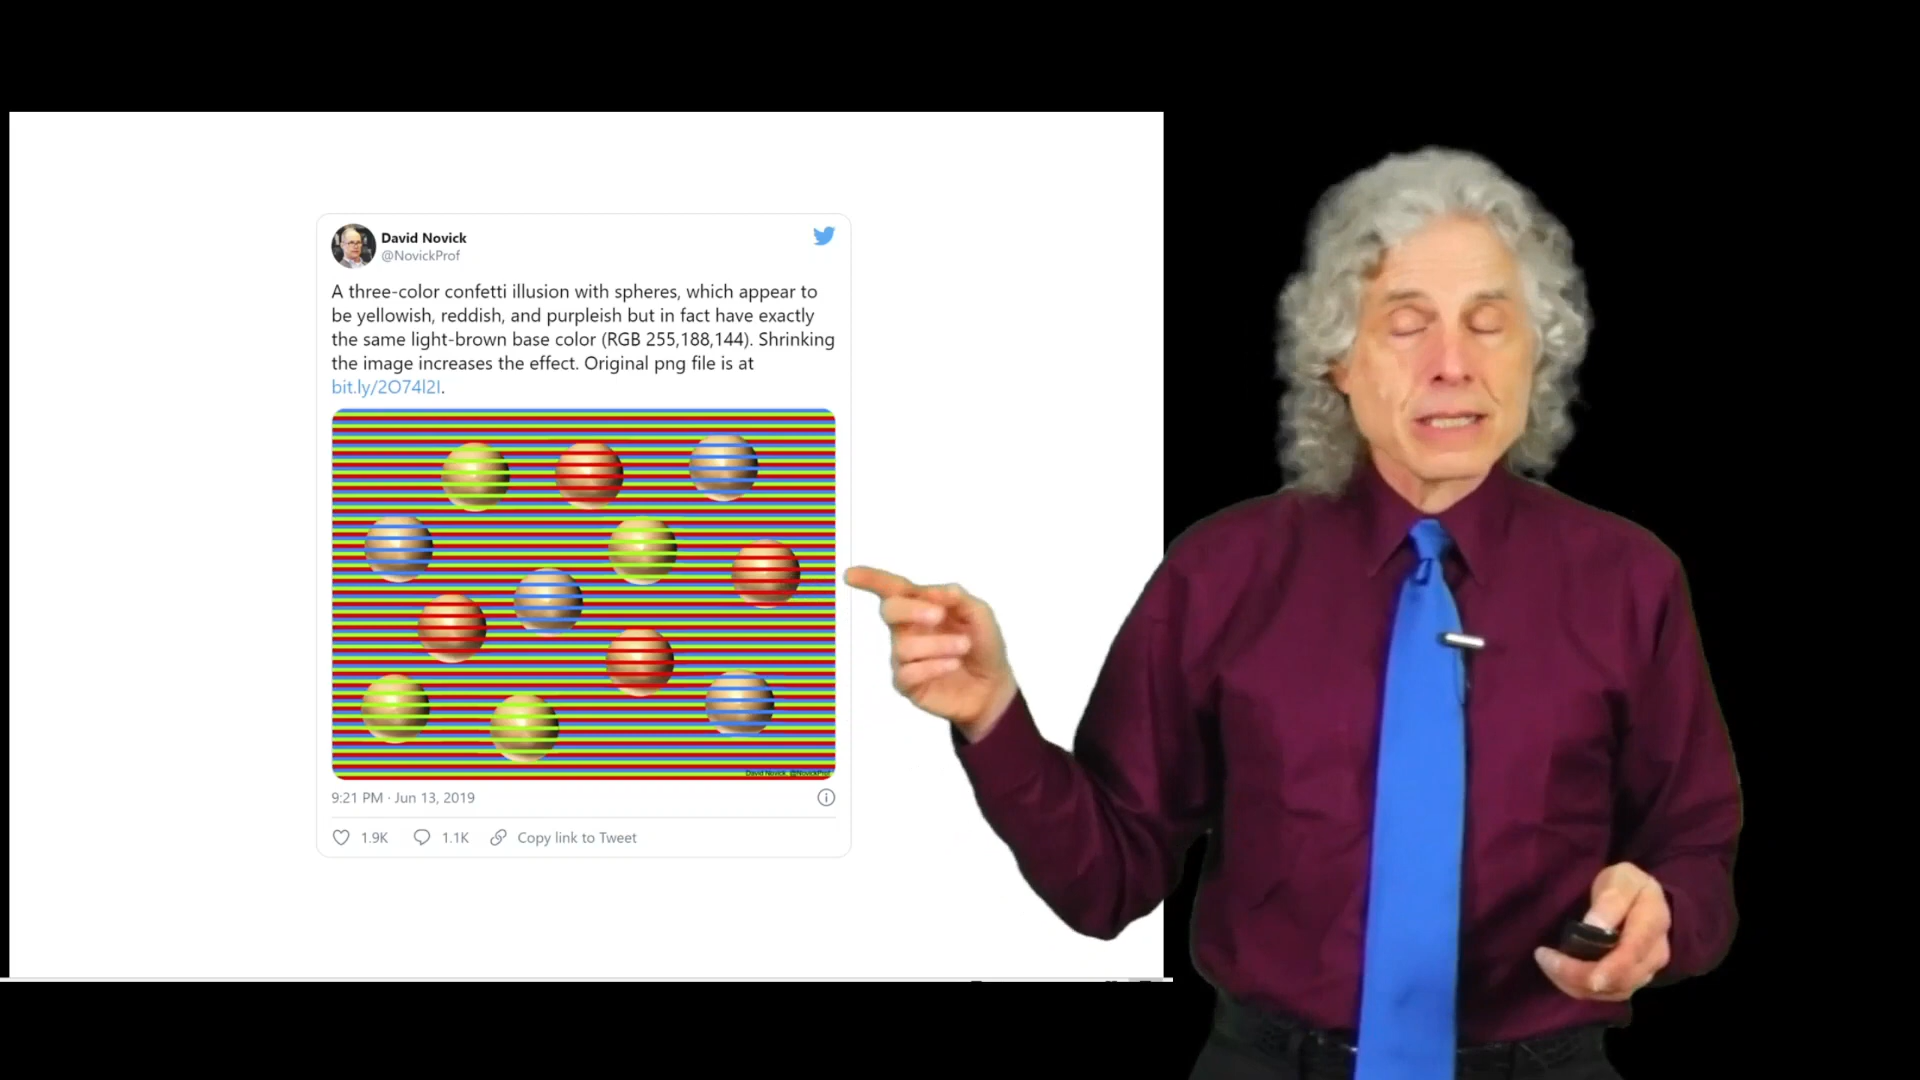 David Novick
@NovickProf
A three-color confetti illusion with spheres, which appear to
be yellowish, reddish, and purpleish but in fact have exactly
the same light-brown base color (RGB 255,188,144). Shrinking
the image increases the effect. Original png file is at
bit.ly/2O74l2I.
David Novick, @NovickProf
9:21 PM · Jun 13, 2019
1.9K 1.1K Copy link to Tweet